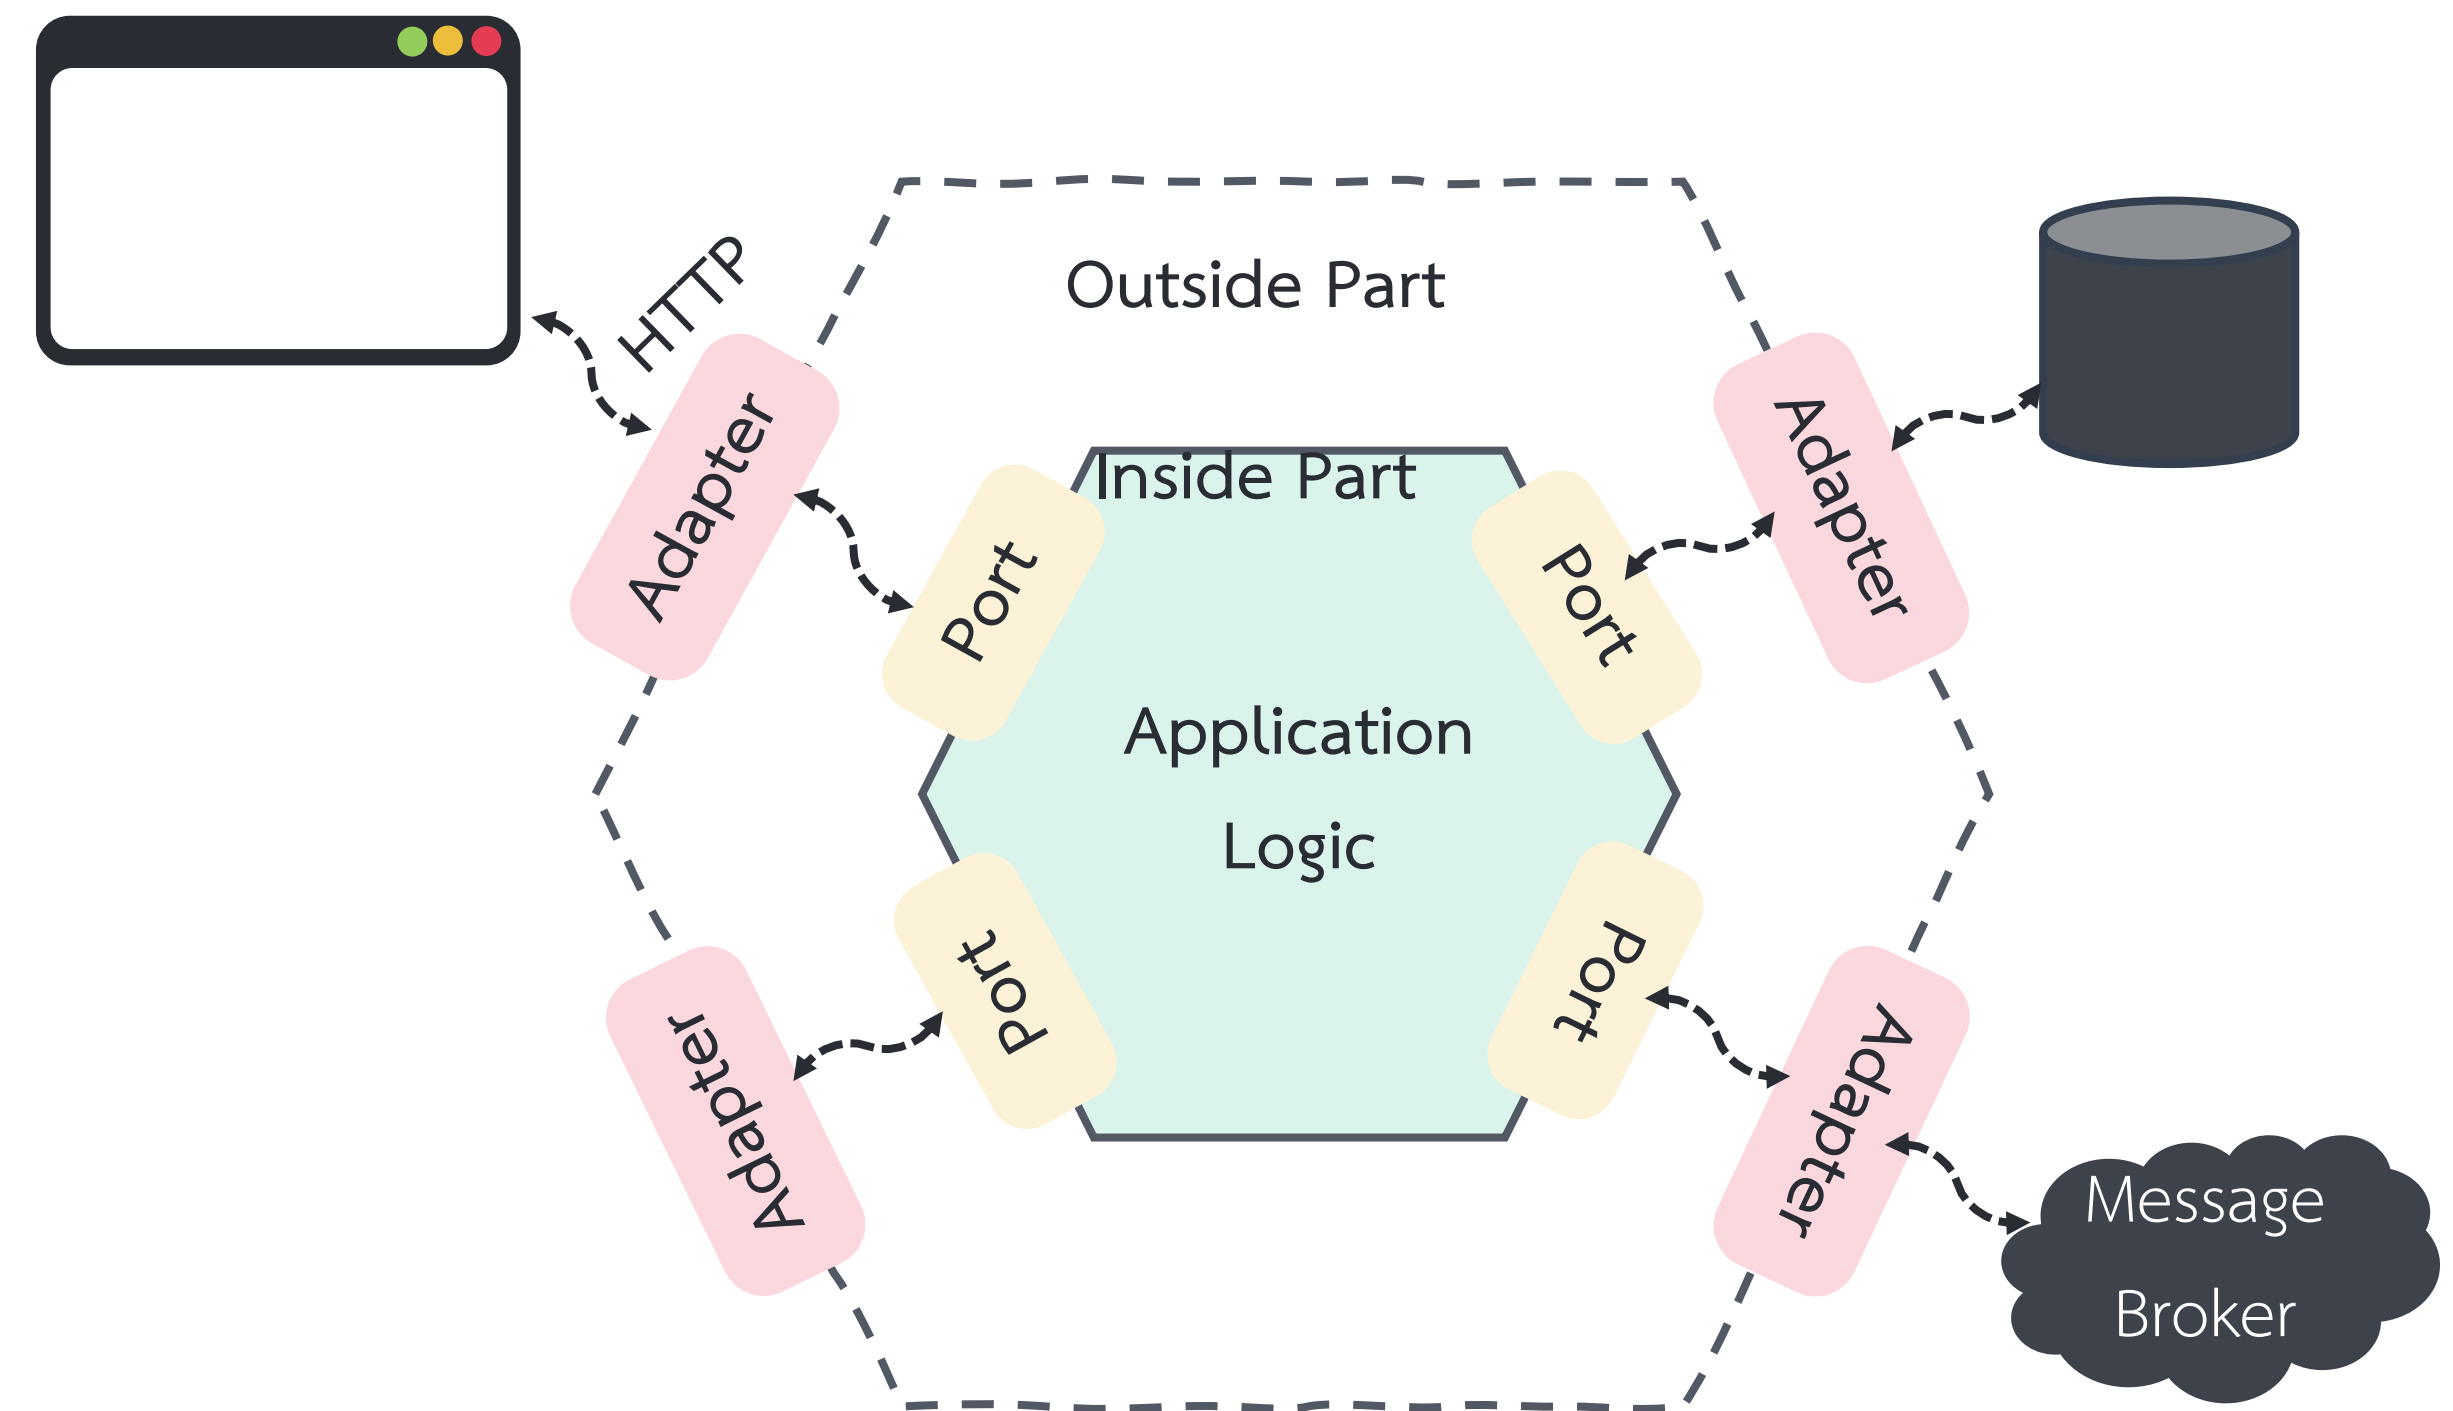 HTTP
Outside Part
Adapter
Adapter
Inside Part
Port
Port
Application
Logic
Port
Port
Adapter
Adapter
Message
Broker